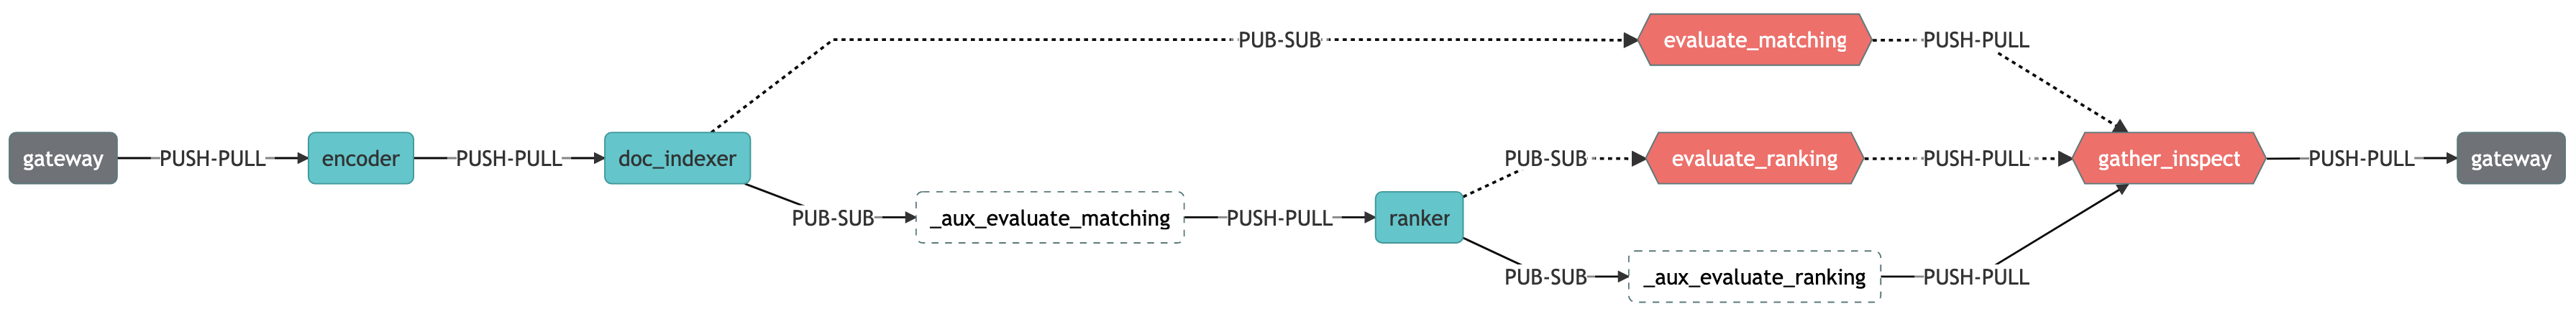 PUB-SUB
evaluate_matching
PUSH-PULL
gateway
PUSH-PULL
encoder
PUSH-PULL
doc_indexer
PUB-SUB
evaluate_ranking
PUSH-PULL
gather_inspect
PUSH-PULL
gateway
PUB-SUB
_aux_evaluate_matching
PUSH-PULL
ranker
PUB-SUB
_aux_evaluate_ranking
PUSH-PULL